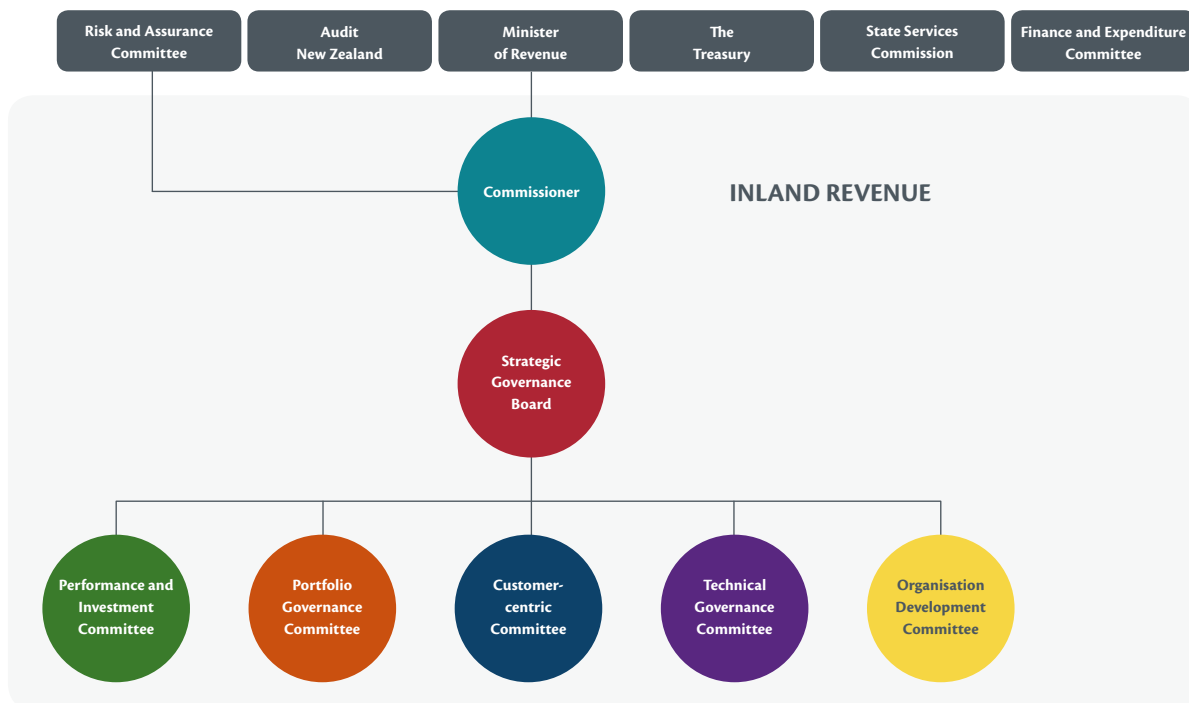 Risk and Assurance
Committee
Audit
New Zealand
Minister
of Revenue
The
Treasury
State Services
Commission
Finance and Expenditure
Committee
Commissioner
INLAND REVENUE
Strategic
Governance
Board
Performance and
Investment
Committee
Portfolio
Governance
Committee
Customer-
centric
Committee
Technical
Governance
Committee
Organisation
Development
Committee